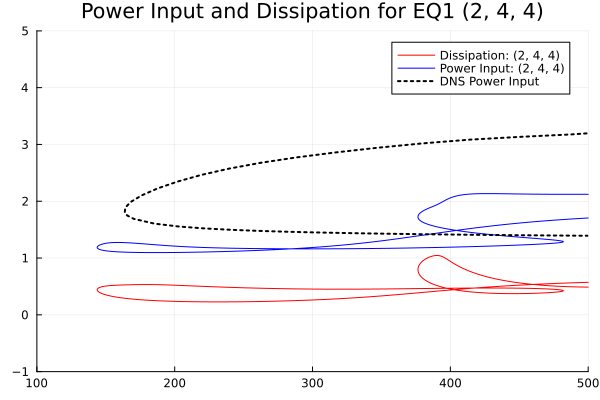 Power Input and Dissipation for EQ1 (2, 4, 4)
5
Dissipation: (2, 4, 4)
Power Input: (2, 4, 4)
DNS Power Input
4
3
2
1
0
−1
100 200 300 400 500